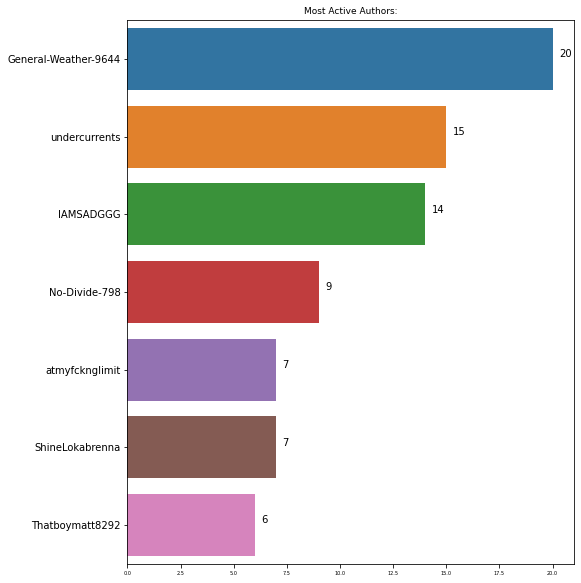 Most Active Authors:
General-Weather-9644 20
undercurrents 15
IAMSADGGG 14
No-Divide-798 9
atmyfcknglimit 7
ShineLokabrenna 7
Thatboymatt8292 6
0.0 2.5 5.0 7.5 10.0 12.5 15.0 17.5 20.0